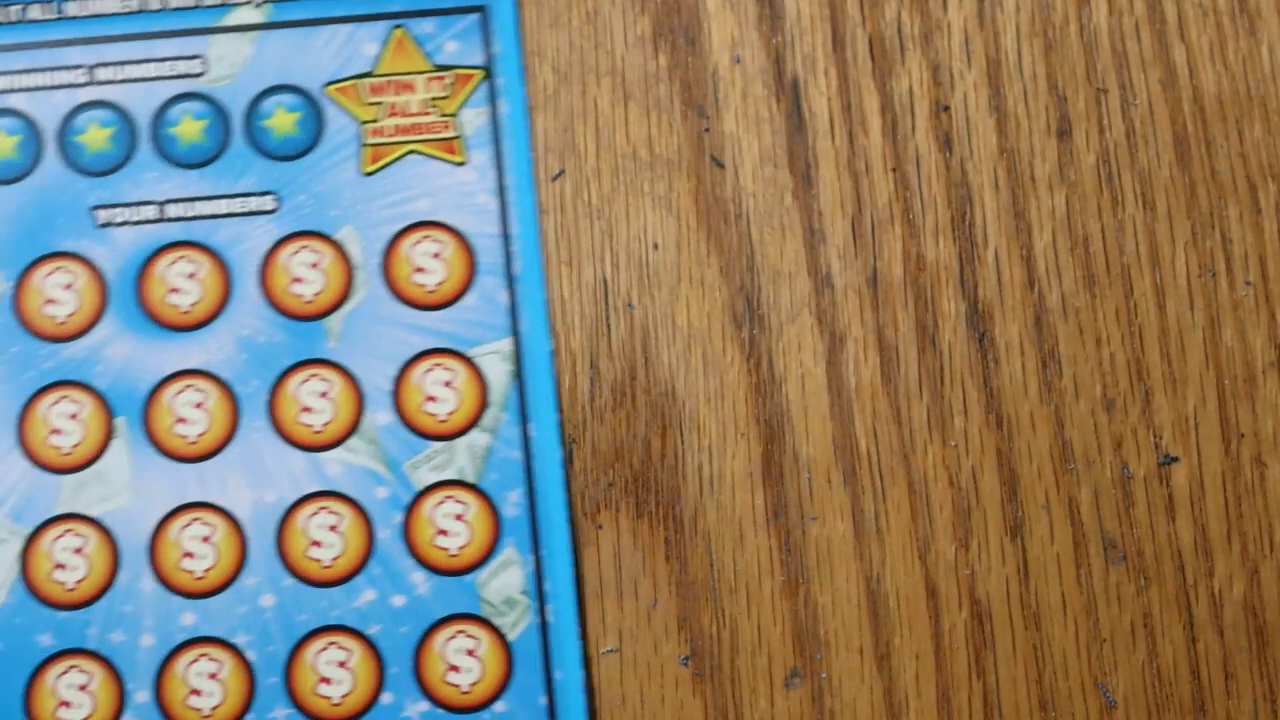 WINNING NUMBERS
WIN IT
ALL
NUMBER
YOUR NUMBERS
$ $ $ $
$ $ $ $
$ $ $ $
$ $ $ $